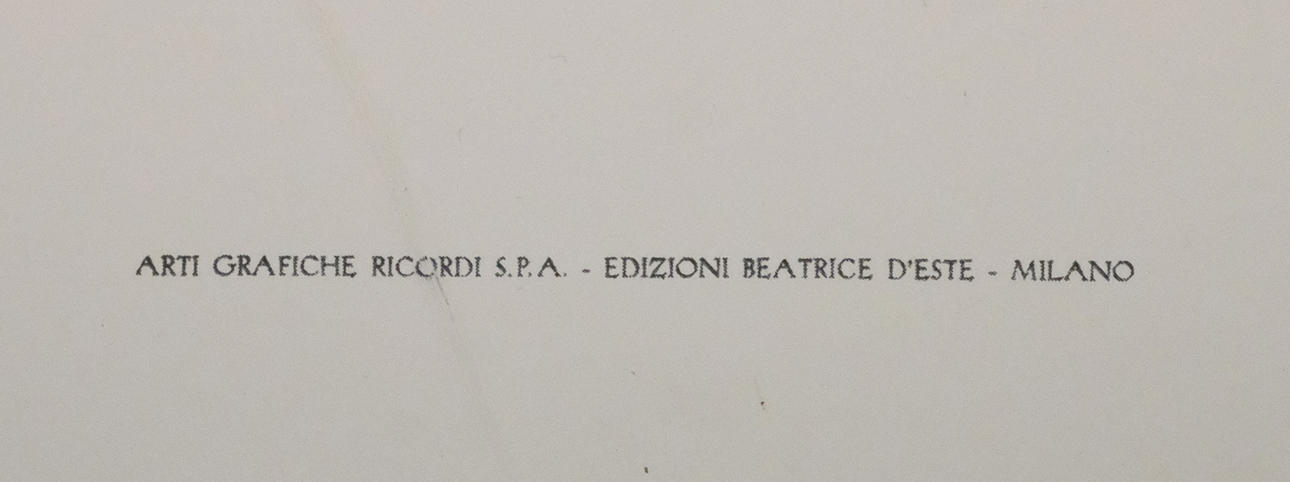 ARTI GRAFICHE RICORDI S.P.A. - EDIZIONI BEATRICE D'ESTE - MILANO